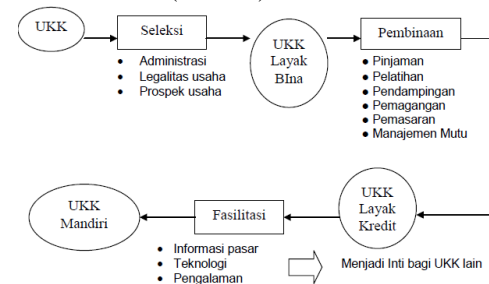 UKK
Seleksi
• Administrasi
• Legalitas usaha
• Prospek usaha
UKK
Layak
BIna
Pembinaan
• Pinjaman
• Pelatihan
• Pendampingan
• Pemagangan
• Pemasaran
• Manajemen Mutu
UKK
Mandiri
Fasilitasi
• Informasi pasar
• Teknologi
• Pengalaman
UKK
Layak
Kredit
Menjadi Inti bagi UKK lain